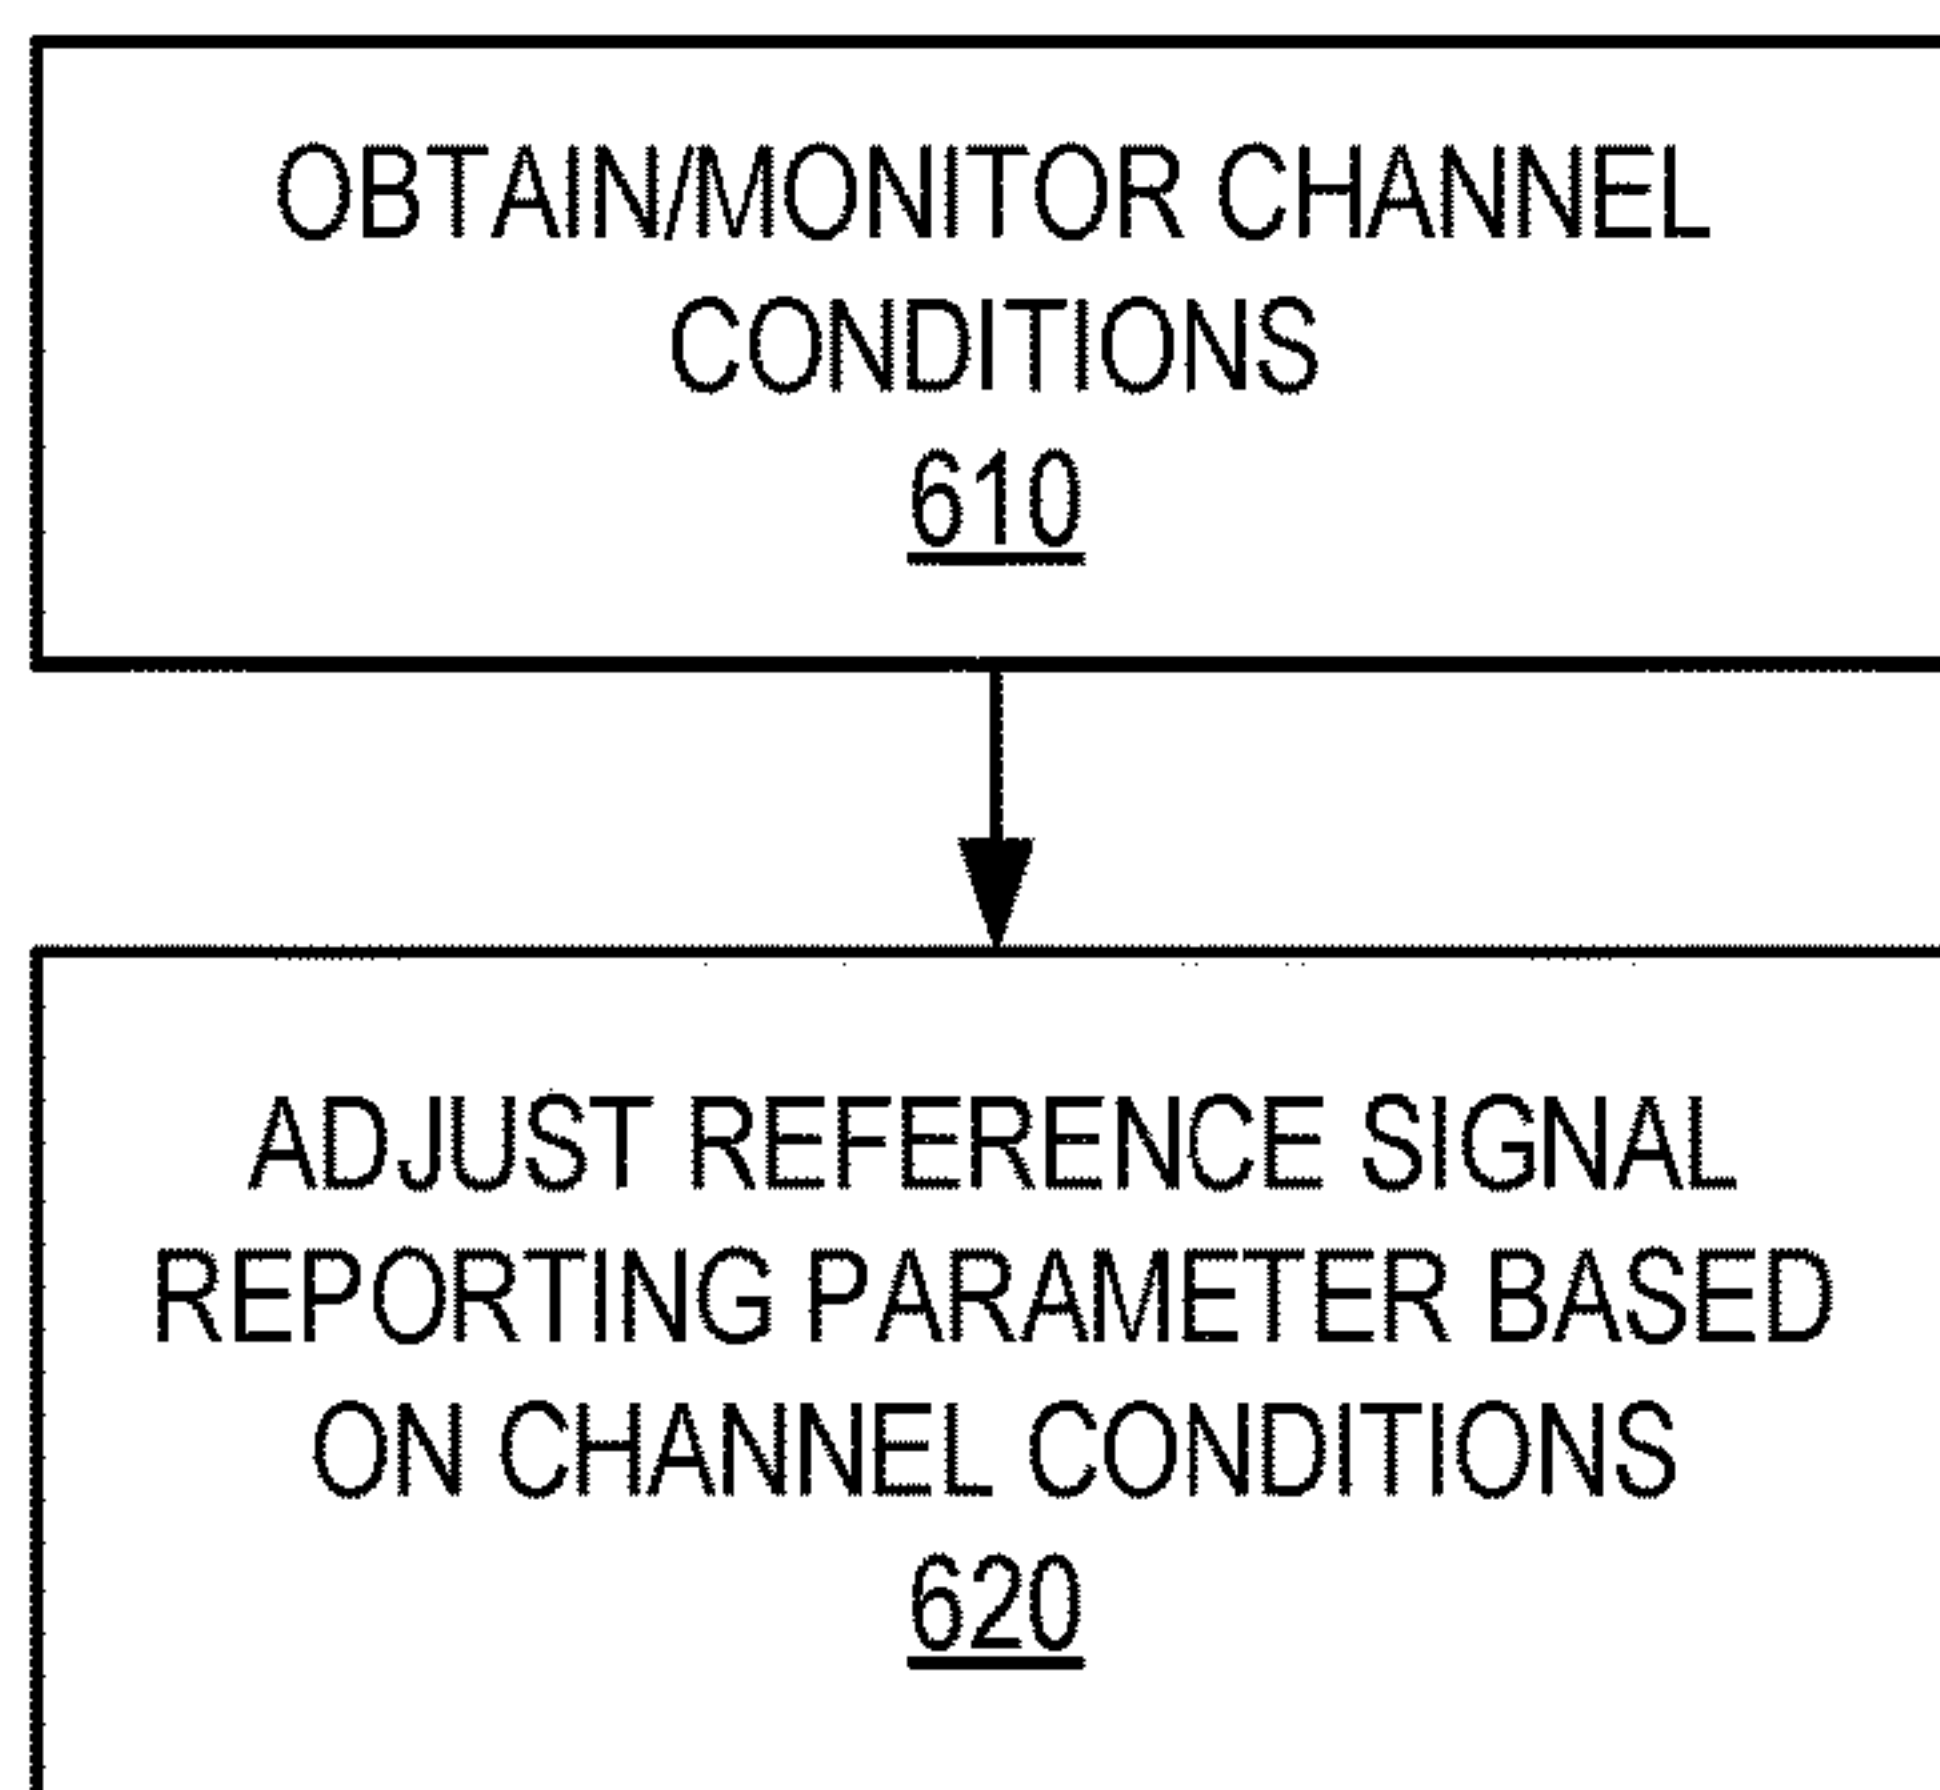 OBTAIN/MONITOR CHANNEL
CONDITIONS
610
ADJUST REFERENCE SIGNAL
REPORTING PARAMETER BASED
ON CHANNEL CONDITIONS
620